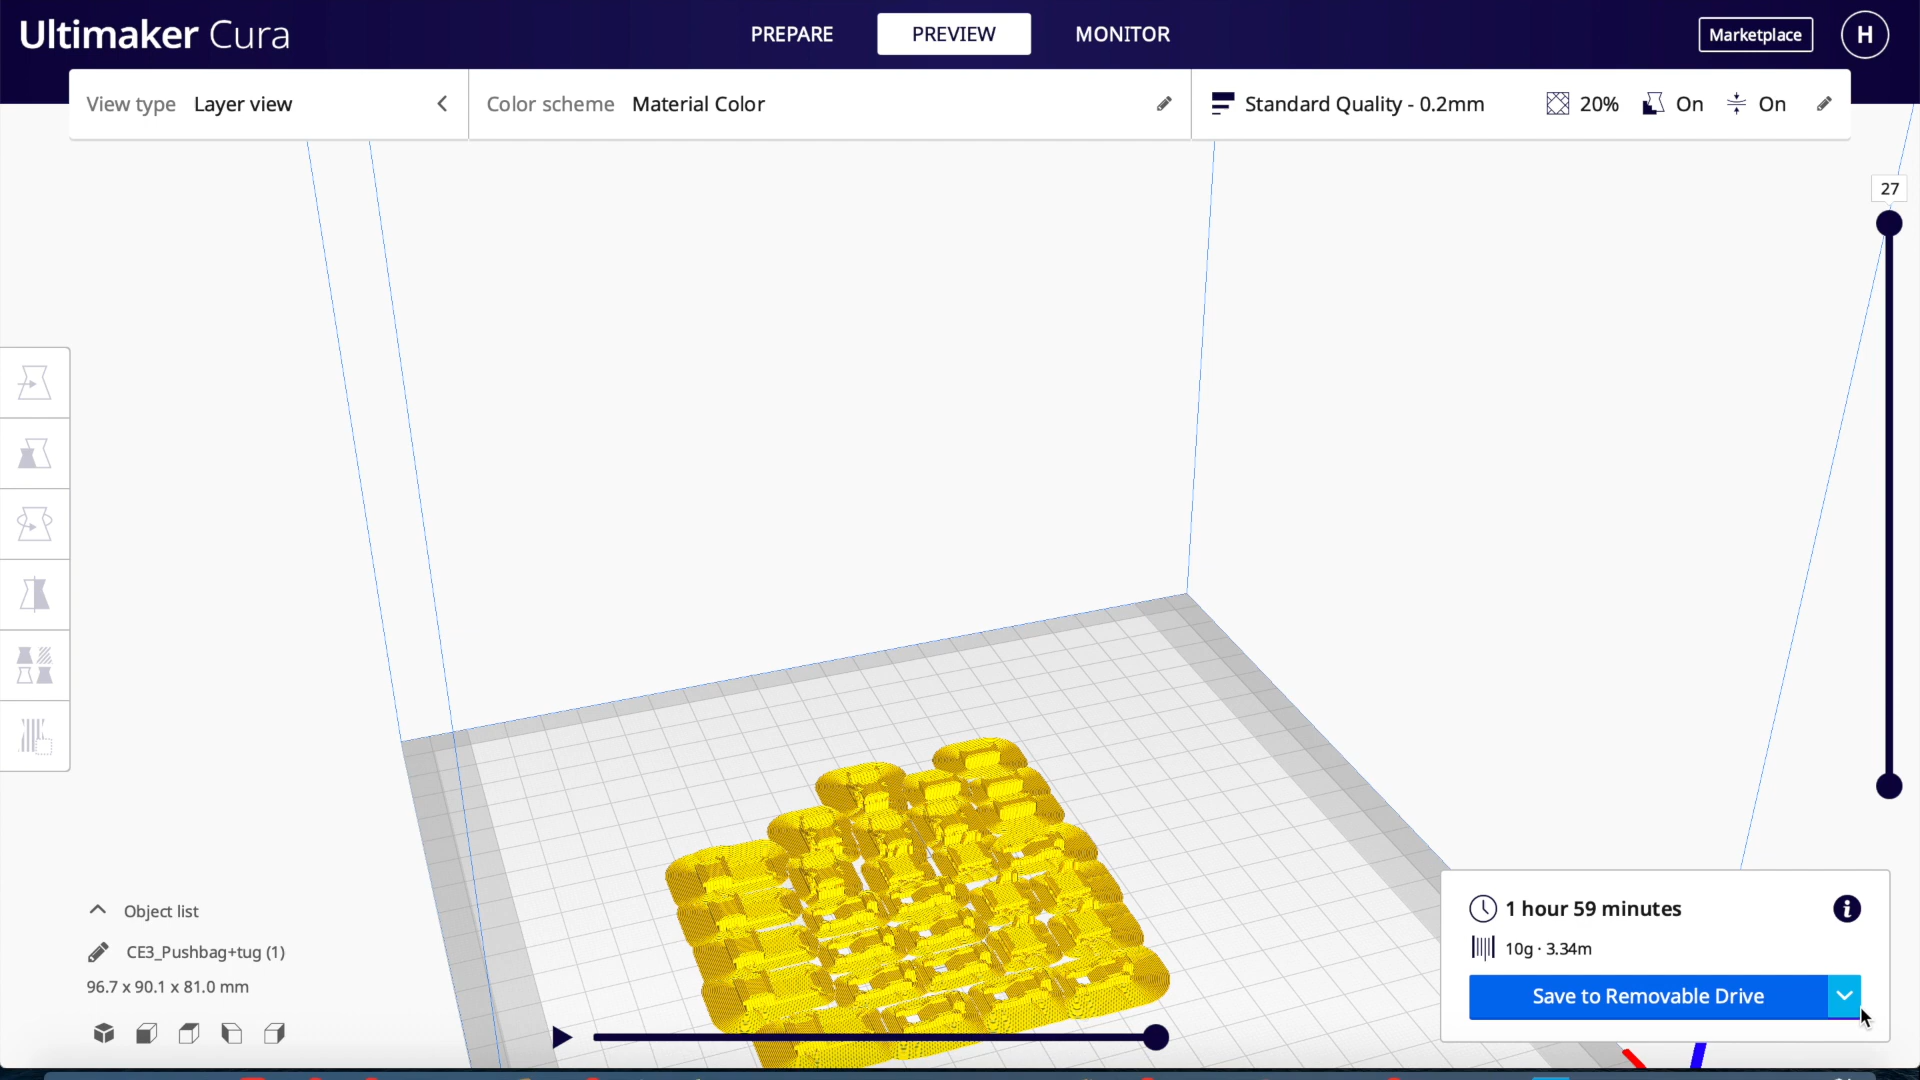 Ultimaker Cura
PREPARE
PREVIEW
MONITOR
Marketplace
H
View type Layer view
Color scheme Material Color
Standard Quality - 0.2mm
20%
On
On
27
Object list
CE3_Pushbag+tug (1)
96.7 x 90.1 x 81.0 mm
1 hour 59 minutes
i
10g · 3.34m
Save to Removable Drive